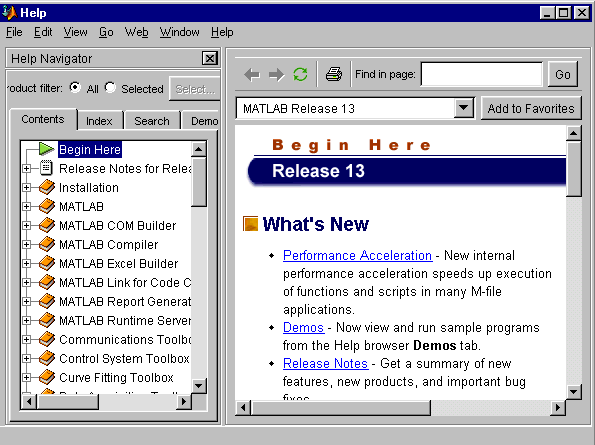 Help
File Edit View Go Web Window Help
Help Navigator
roduct filter: All Selected Select...
Contents Index Search Demo
Begin Here
Release Notes for Relea
Installation
MATLAB
MATLAB COM Builder
MATLAB Compiler
MATLAB Excel Builder
MATLAB Link for Code C
MATLAB Report Generat
MATLAB Runtime Server
Communications Toolbo
Control System Toolbox
Curve Fitting Toolbox
Find in page: Go
MATLAB Release 13 Add to Favorites
Begin Here
Release 13
What's New
Performance Acceleration - New internal
performance acceleration speeds up execution
of functions and scripts in many M-file
applications.
Demos - Now view and run sample programs
from the Help browser Demos tab.
Release Notes - Get a summary of new
features, new products, and important bug
fixes